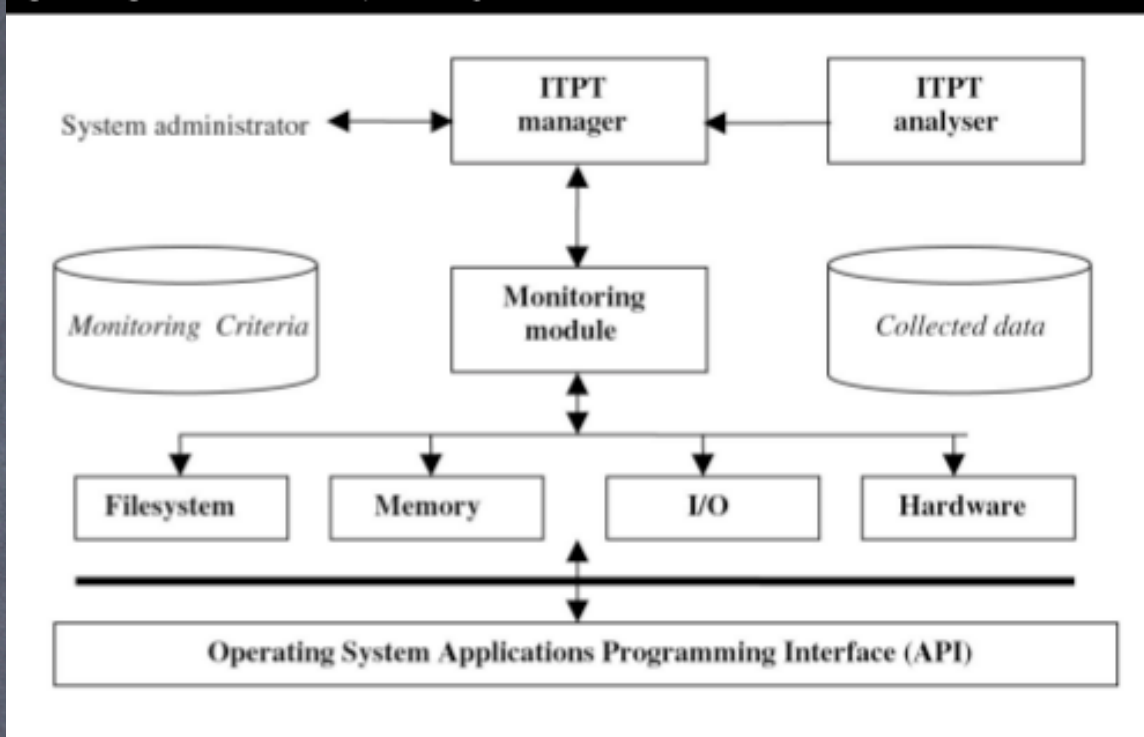 ITPT
manager
ITPT
analyser
System administrator
Monitoring Criteria
Monitoring
module
Collected data
Filesystem
Memory
I/O
Hardware
Operating System Applications Programming Interface (API)